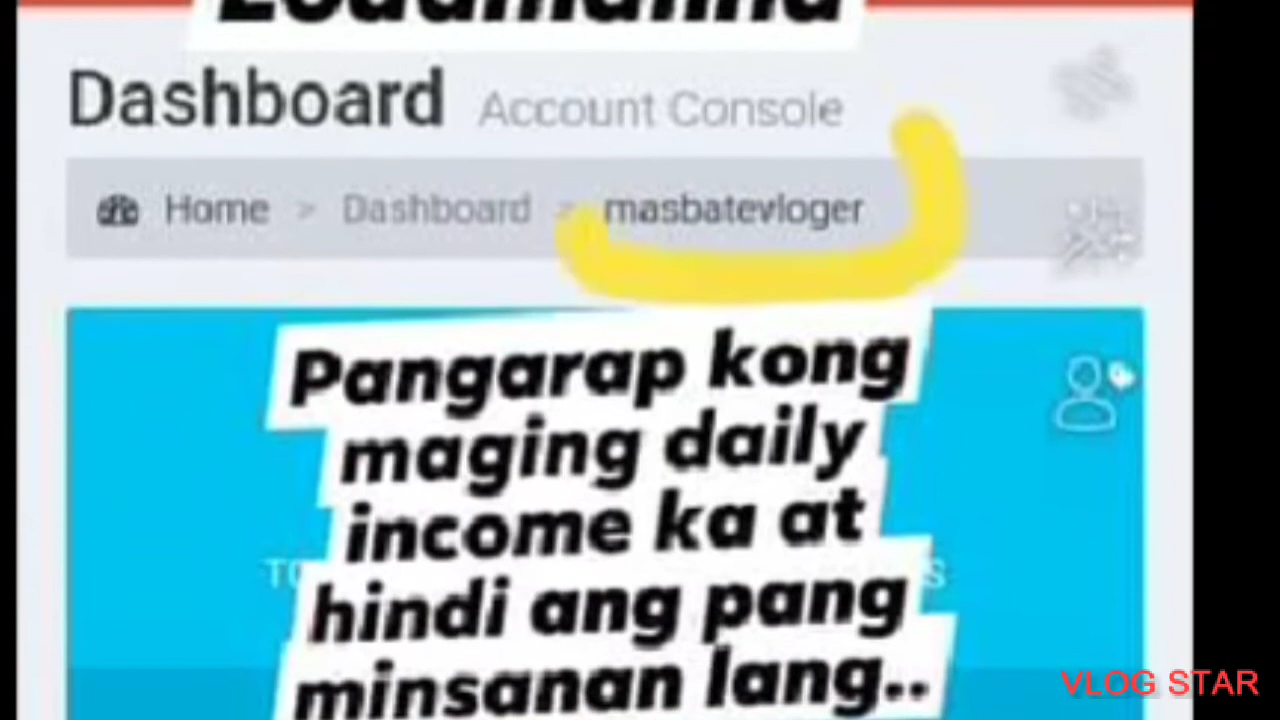 Dashboard Account Console
Home > Dashboard > masbatevloger
Pangarap kong
maging daily
income ka at
hindi ang pang
minsanan lang..
VLOG STAR